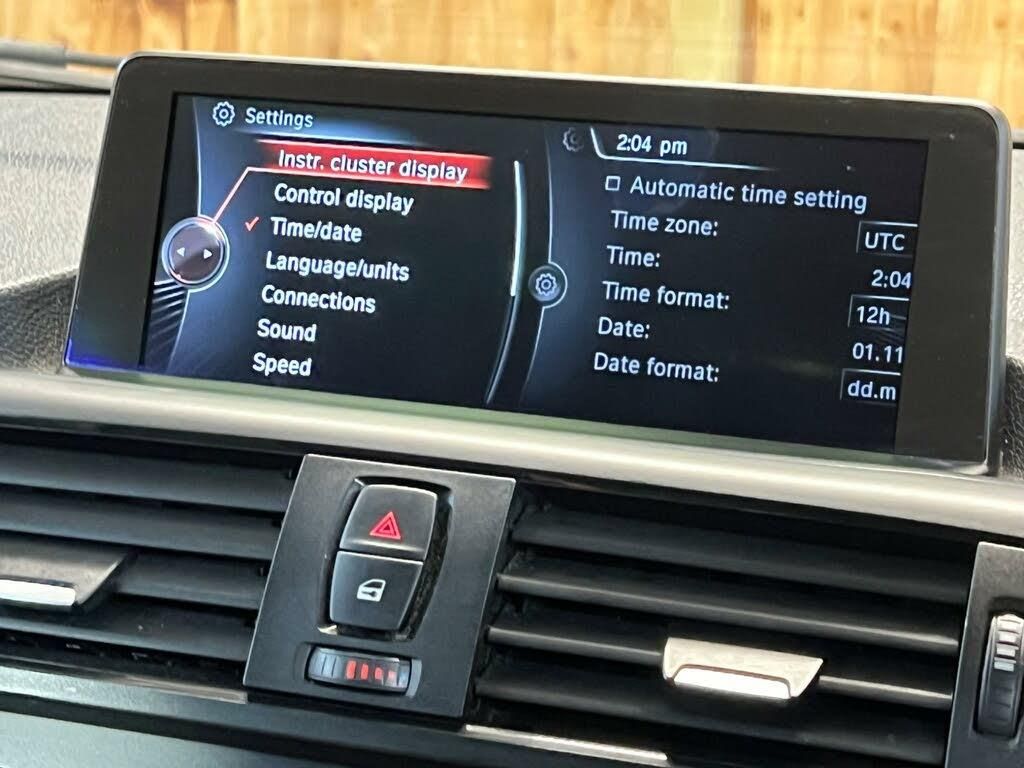 Settings
Instr. cluster display
Control display
Time/date
Language/units
Connections
Sound
Speed
2:04 pm
Automatic time setting
Time zone: UTC
Time: 2:04
Time format: 12h
Date: 01.11
Date format: dd.m